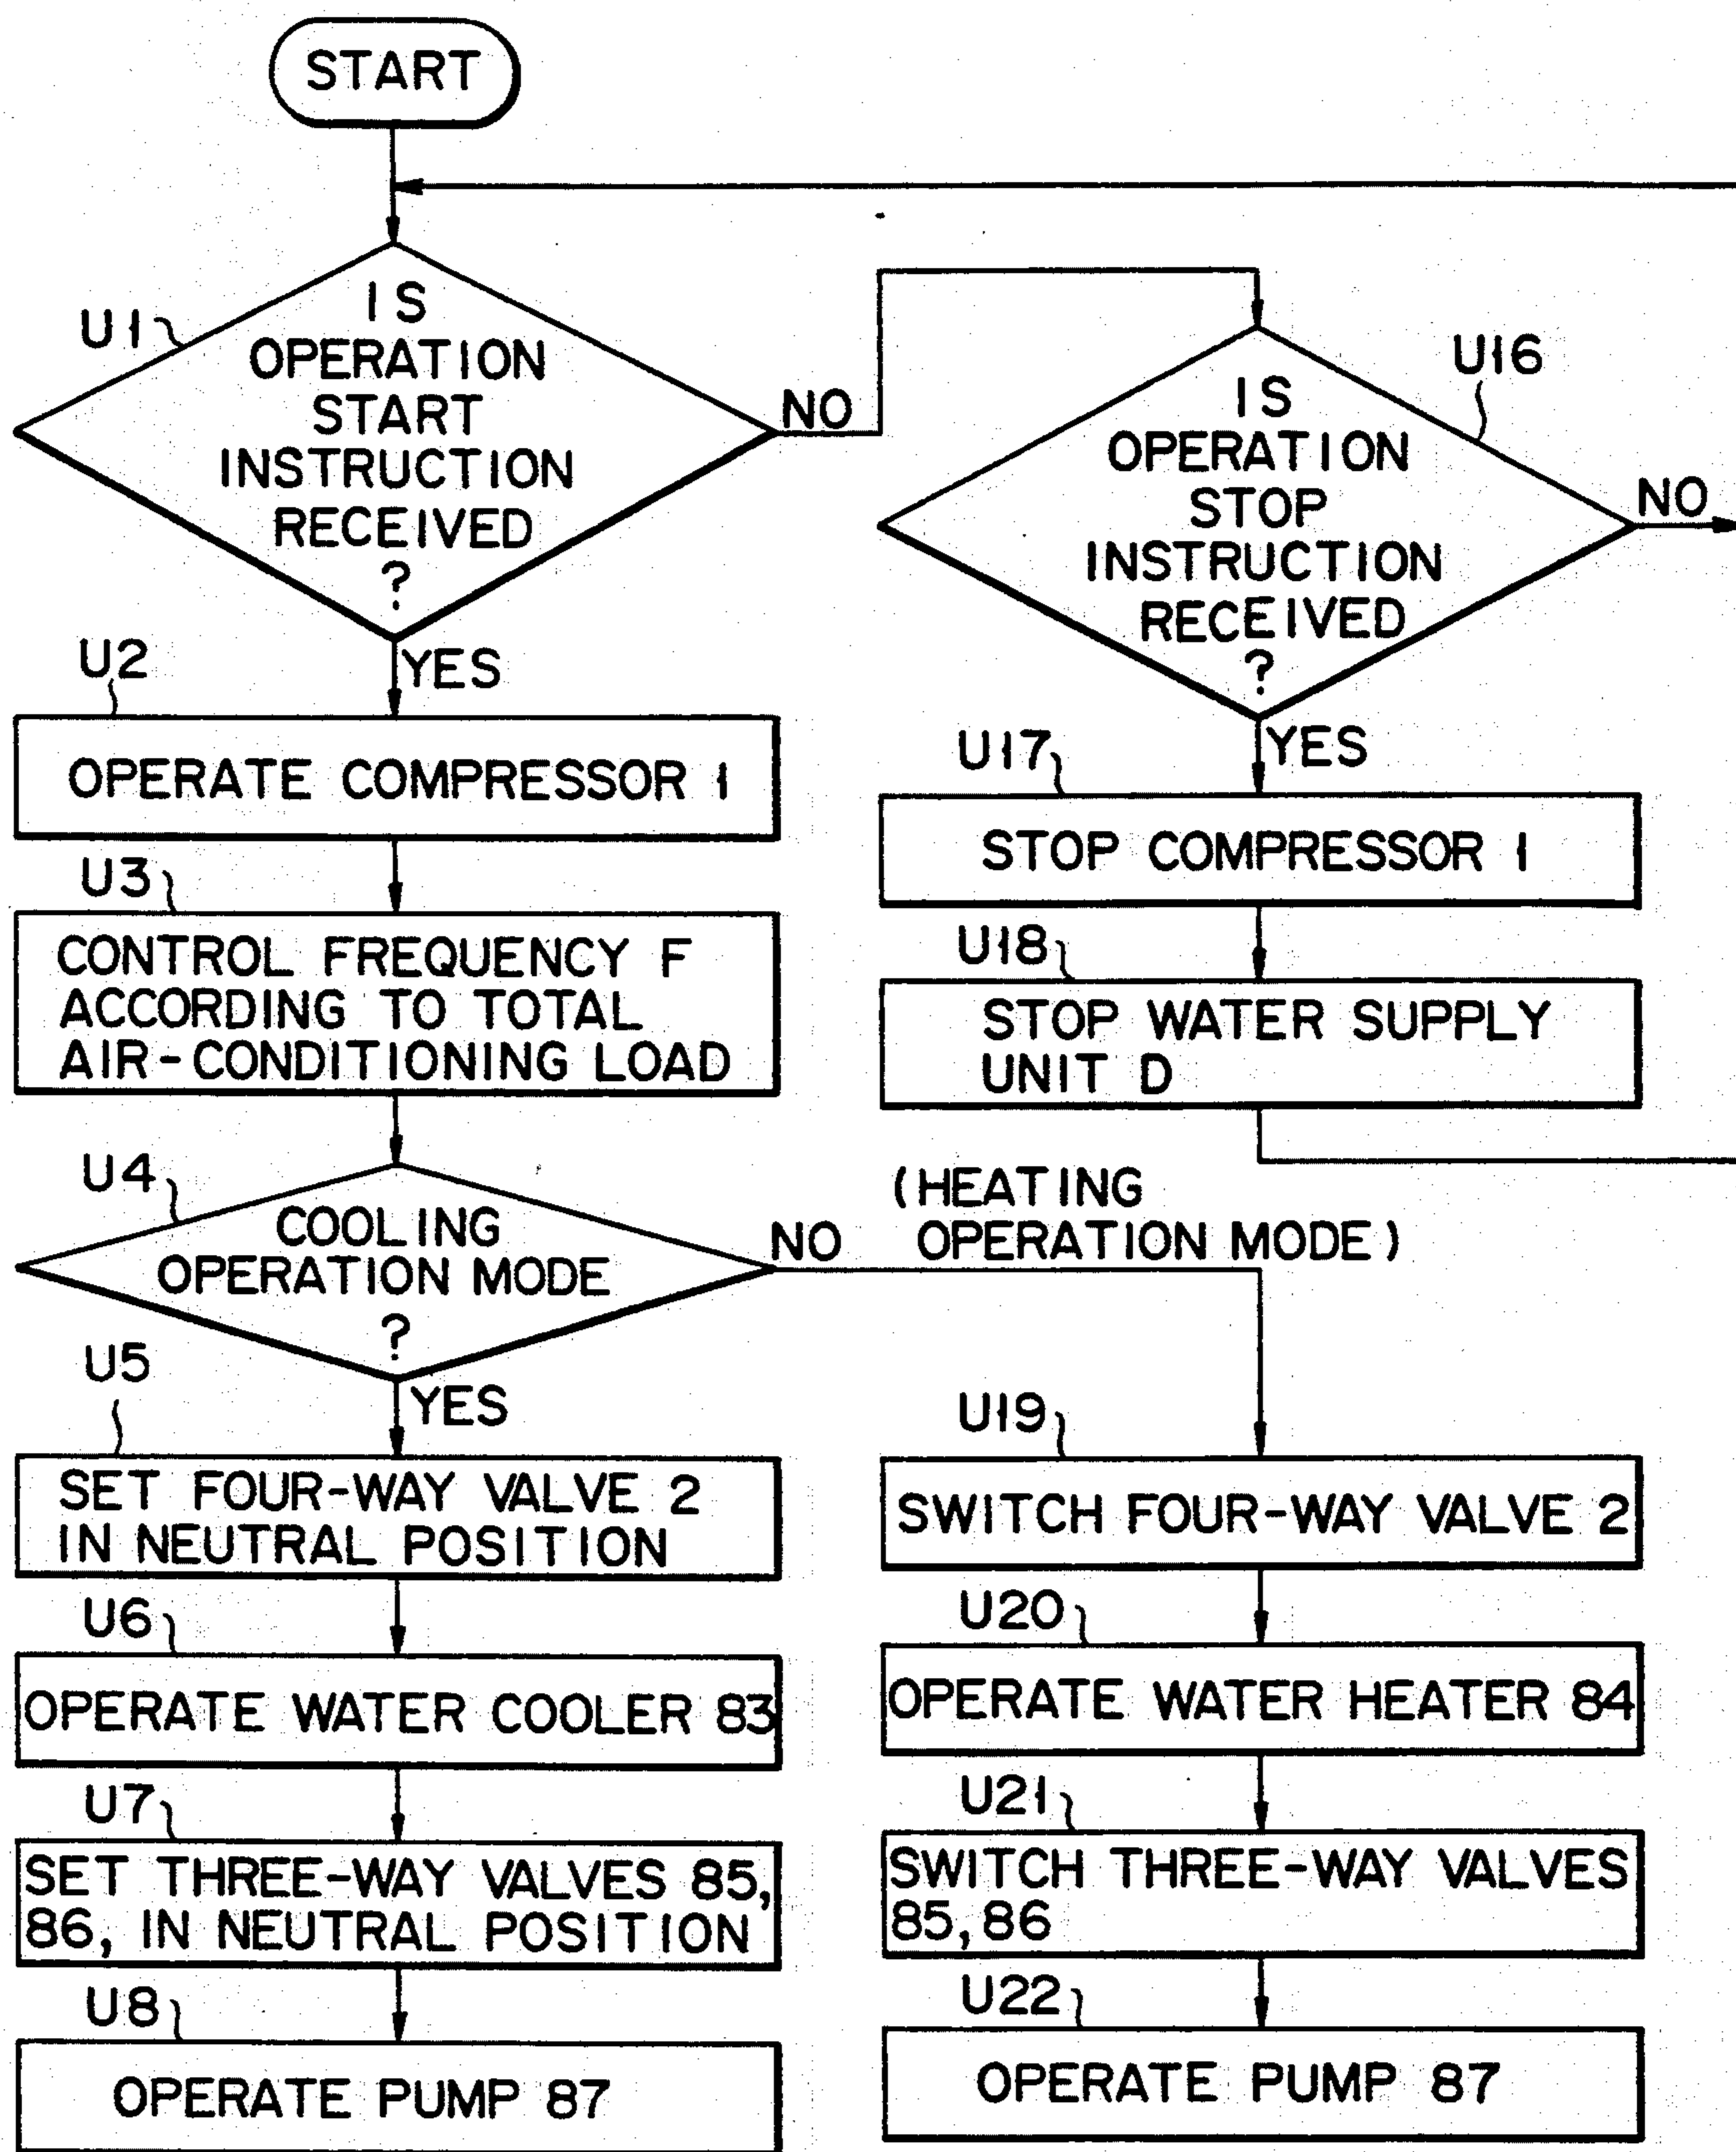 START
U1
IS
OPERATION
START
INSTRUCTION
RECEIVED
?
NO
YES
U16
IS
OPERATION
STOP
INSTRUCTION
RECEIVED
?
NO
YES
U2
OPERATE COMPRESSOR 1
U17
STOP COMPRESSOR 1
U3
CONTROL FREQUENCY F
ACCORDING TO TOTAL
AIR-CONDITIONING LOAD
U18
STOP WATER SUPPLY
UNIT D
U4
COOLING
OPERATION MODE
?
NO
(HEATING
OPERATION MODE)
YES
U5
SET FOUR-WAY VALVE 2
IN NEUTRAL POSITION
U6
OPERATE WATER COOLER 83
U7
SET THREE-WAY VALVES 85,
86, IN NEUTRAL POSITION
U8
OPERATE PUMP 87
U19
SWITCH FOUR-WAY VALVE 2
U20
OPERATE WATER HEATER 84
U21
SWITCH THREE-WAY VALVES
85,86
U22
OPERATE PUMP 87